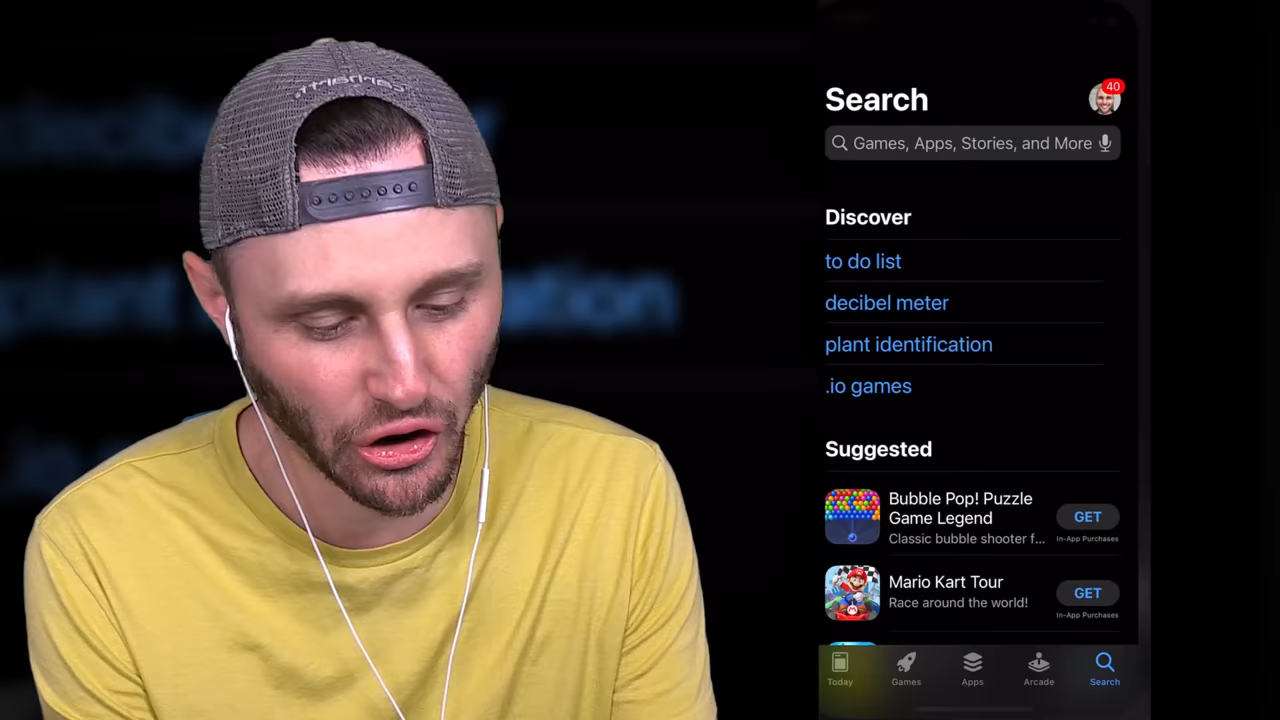 Search
40
Games, Apps, Stories, and More
Discover
to do list
decibel meter
plant identification
.io games
Suggested
Bubble Pop! Puzzle
Game Legend
Classic bubble shooter f...
GET
In-App Purchases
Mario Kart Tour
Race around the world!
GET
In-App Purchases
Today
Games
Apps
Arcade
Search